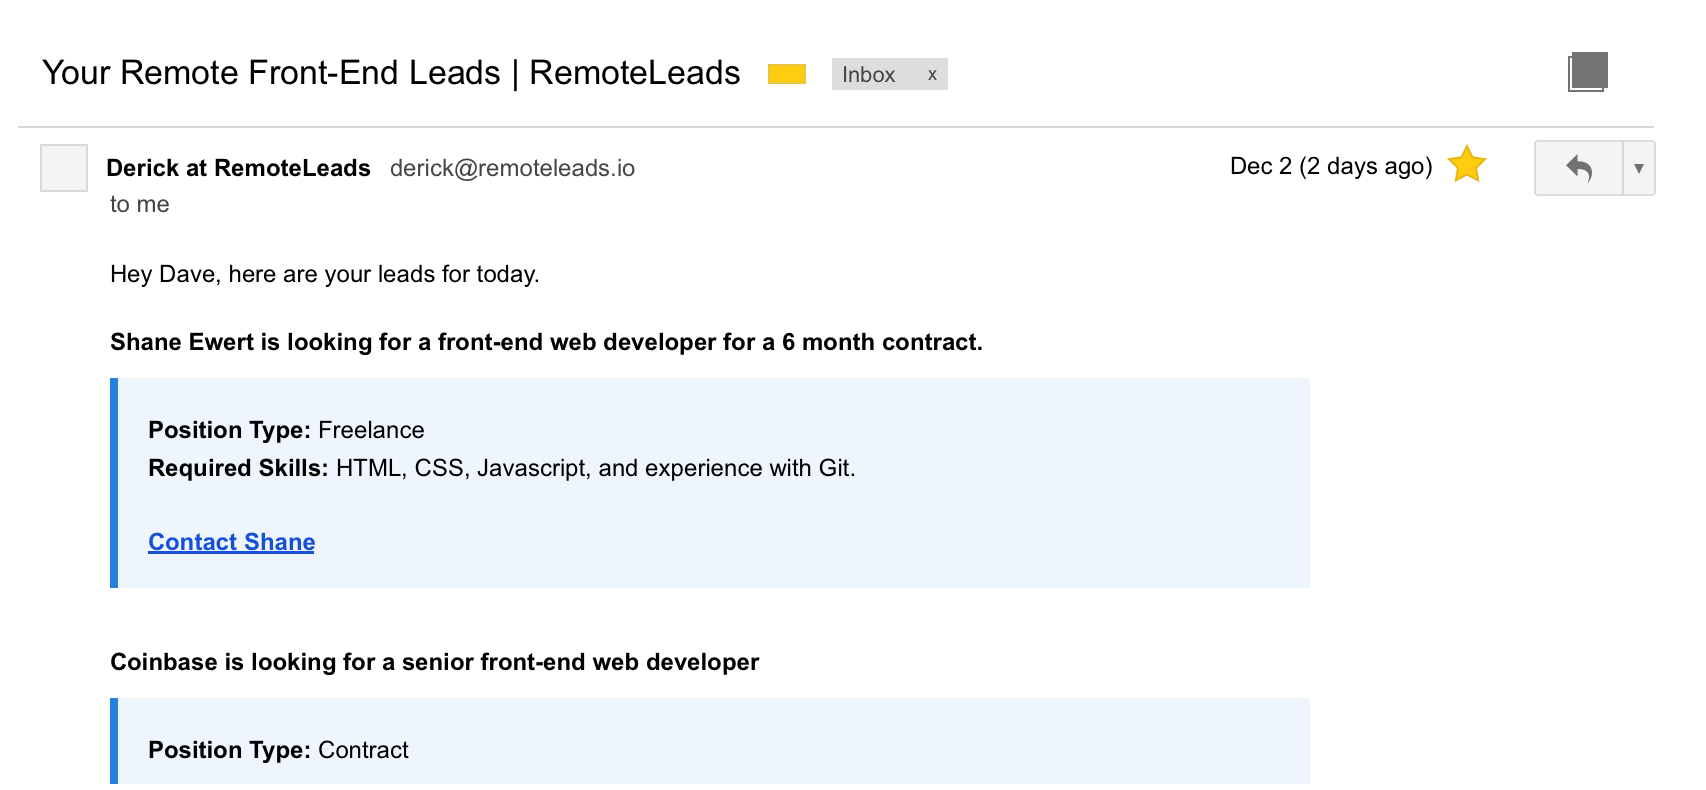 Your Remote Front-End Leads | RemoteLeads Inbox x
Derick at RemoteLeads derick@remoteleads.io Dec 2 (2 days ago)
to me
Hey Dave, here are your leads for today.
Shane Ewert is looking for a front-end web developer for a 6 month contract.
Position Type: Freelance
Required Skills: HTML, CSS, Javascript, and experience with Git.
Contact Shane
Coinbase is looking for a senior front-end web developer
Position Type: Contract